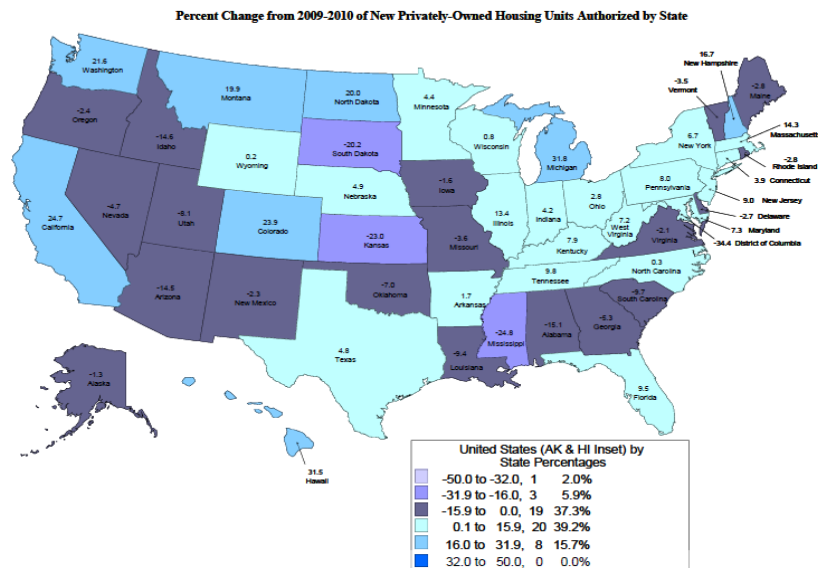 Percent Change from 2009-2010 of New Privately-Owned Housing Units Authorized by State
21.6
Washington
-2.4
Oregon
-14.6
Idaho
19.9
Montana
20.0
North Dakota
-20.2
South Dakota
4.4
Minnesota
0.8
Wisconsin
31.8
Michigan
0.2
Wyoming
4.9
Nebraska
-1.6
Iowa
24.7
California
-4.7
Nevada
Utah
23.9
Colorado
-23.0
Kansas
-3.6
Missouri
13.4
Illinois
4.2
Indiana
2.8
Ohio
7.2
West
Virginia
7.9
Kentucky
-2.1
Virginia
8.0
Pennsylvania
6.7
New York
-3.5
Vermont
16.7
New Hampshire
-2.8
Maine
14.3
Massachusetts
-2.8
Rhode Island
3.9 Connecticut
9.0 New Jersey
-2.7 Delaware
7.3 Maryland
-34.4 District of Columbia
-14.5
Arizona
-2.3
New Mexico
-7.0
Oklahoma
1.7
Arkansas
9.8
Tennessee
0.3
North Carolina
-9.7
South Carolina
4.8
Texas
-9.4
Louisiana
-24.8
Mississippi
-15.1
Alabama
-5.3
Georgia
9.5
Florida
-1.3
Alaska
31.5
Hawaii
United States (AK & HI Inset) by
State Percentages
-50.0 to -32.0, 1 2.0%
-31.9 to -16.0, 3 5.9%
-15.9 to 0.0, 19 37.3%
0.1 to 15.9, 20 39.2%
16.0 to 31.9, 8 15.7%
32.0 to 50.0, 0 0.0%